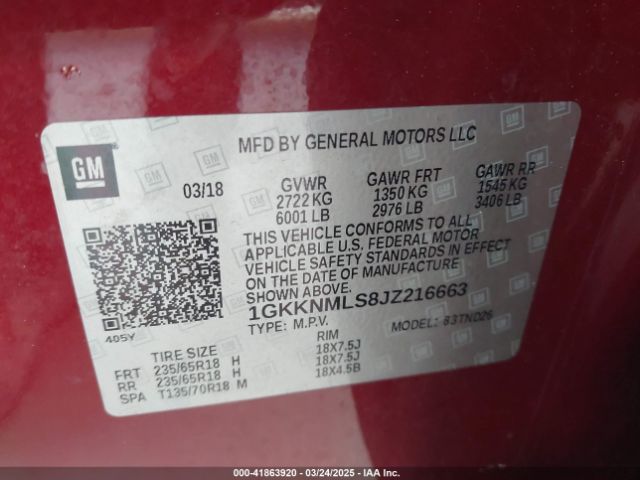 MFD BY GENERAL MOTORS LLC
GM
03/18
GVWR GAWR FRT GAWR RR
2722 KG 1350 KG 1545 KG
6001 LB 2976 LB 3406 LB
THIS VEHICLE CONFORMS TO ALL
APPLICABLE U.S. FEDERAL MOTOR
VEHICLE SAFETY STANDARDS IN EFFECT
ON THE DATE OF MANUFACTURE
SHOWN ABOVE.
1GKKNMLS8JZ216663
TYPE: M.P.V. MODEL: 83TND26
405Y
TIRE SIZE RIM
FRT 235/65R18 H 18X7.5J
RR 235/65R18 H 18X7.5J
SPA T135/70R18 M 18X4.5B
000-41863920 - 03/24/2025 - IAA Inc.